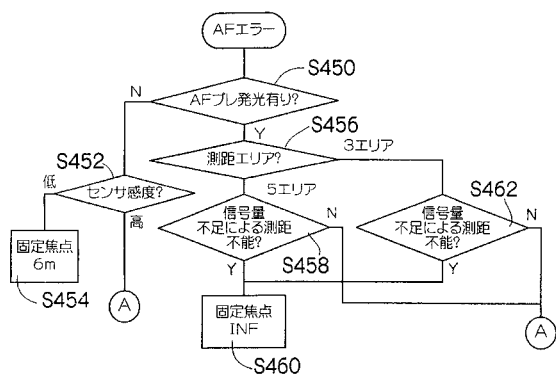 AFエラー
S450
N
AFプレ発光有り?
Y
S456
測距エリア?
3エリア
S452
低
センサ感度?
高
5エリア
S462
信号量
不足による測距
不能?
N
信号量
不足による測距
不能?
N
固定焦点
6m
S454
S458
Y
Y
A
固定焦点
INF
S460
A